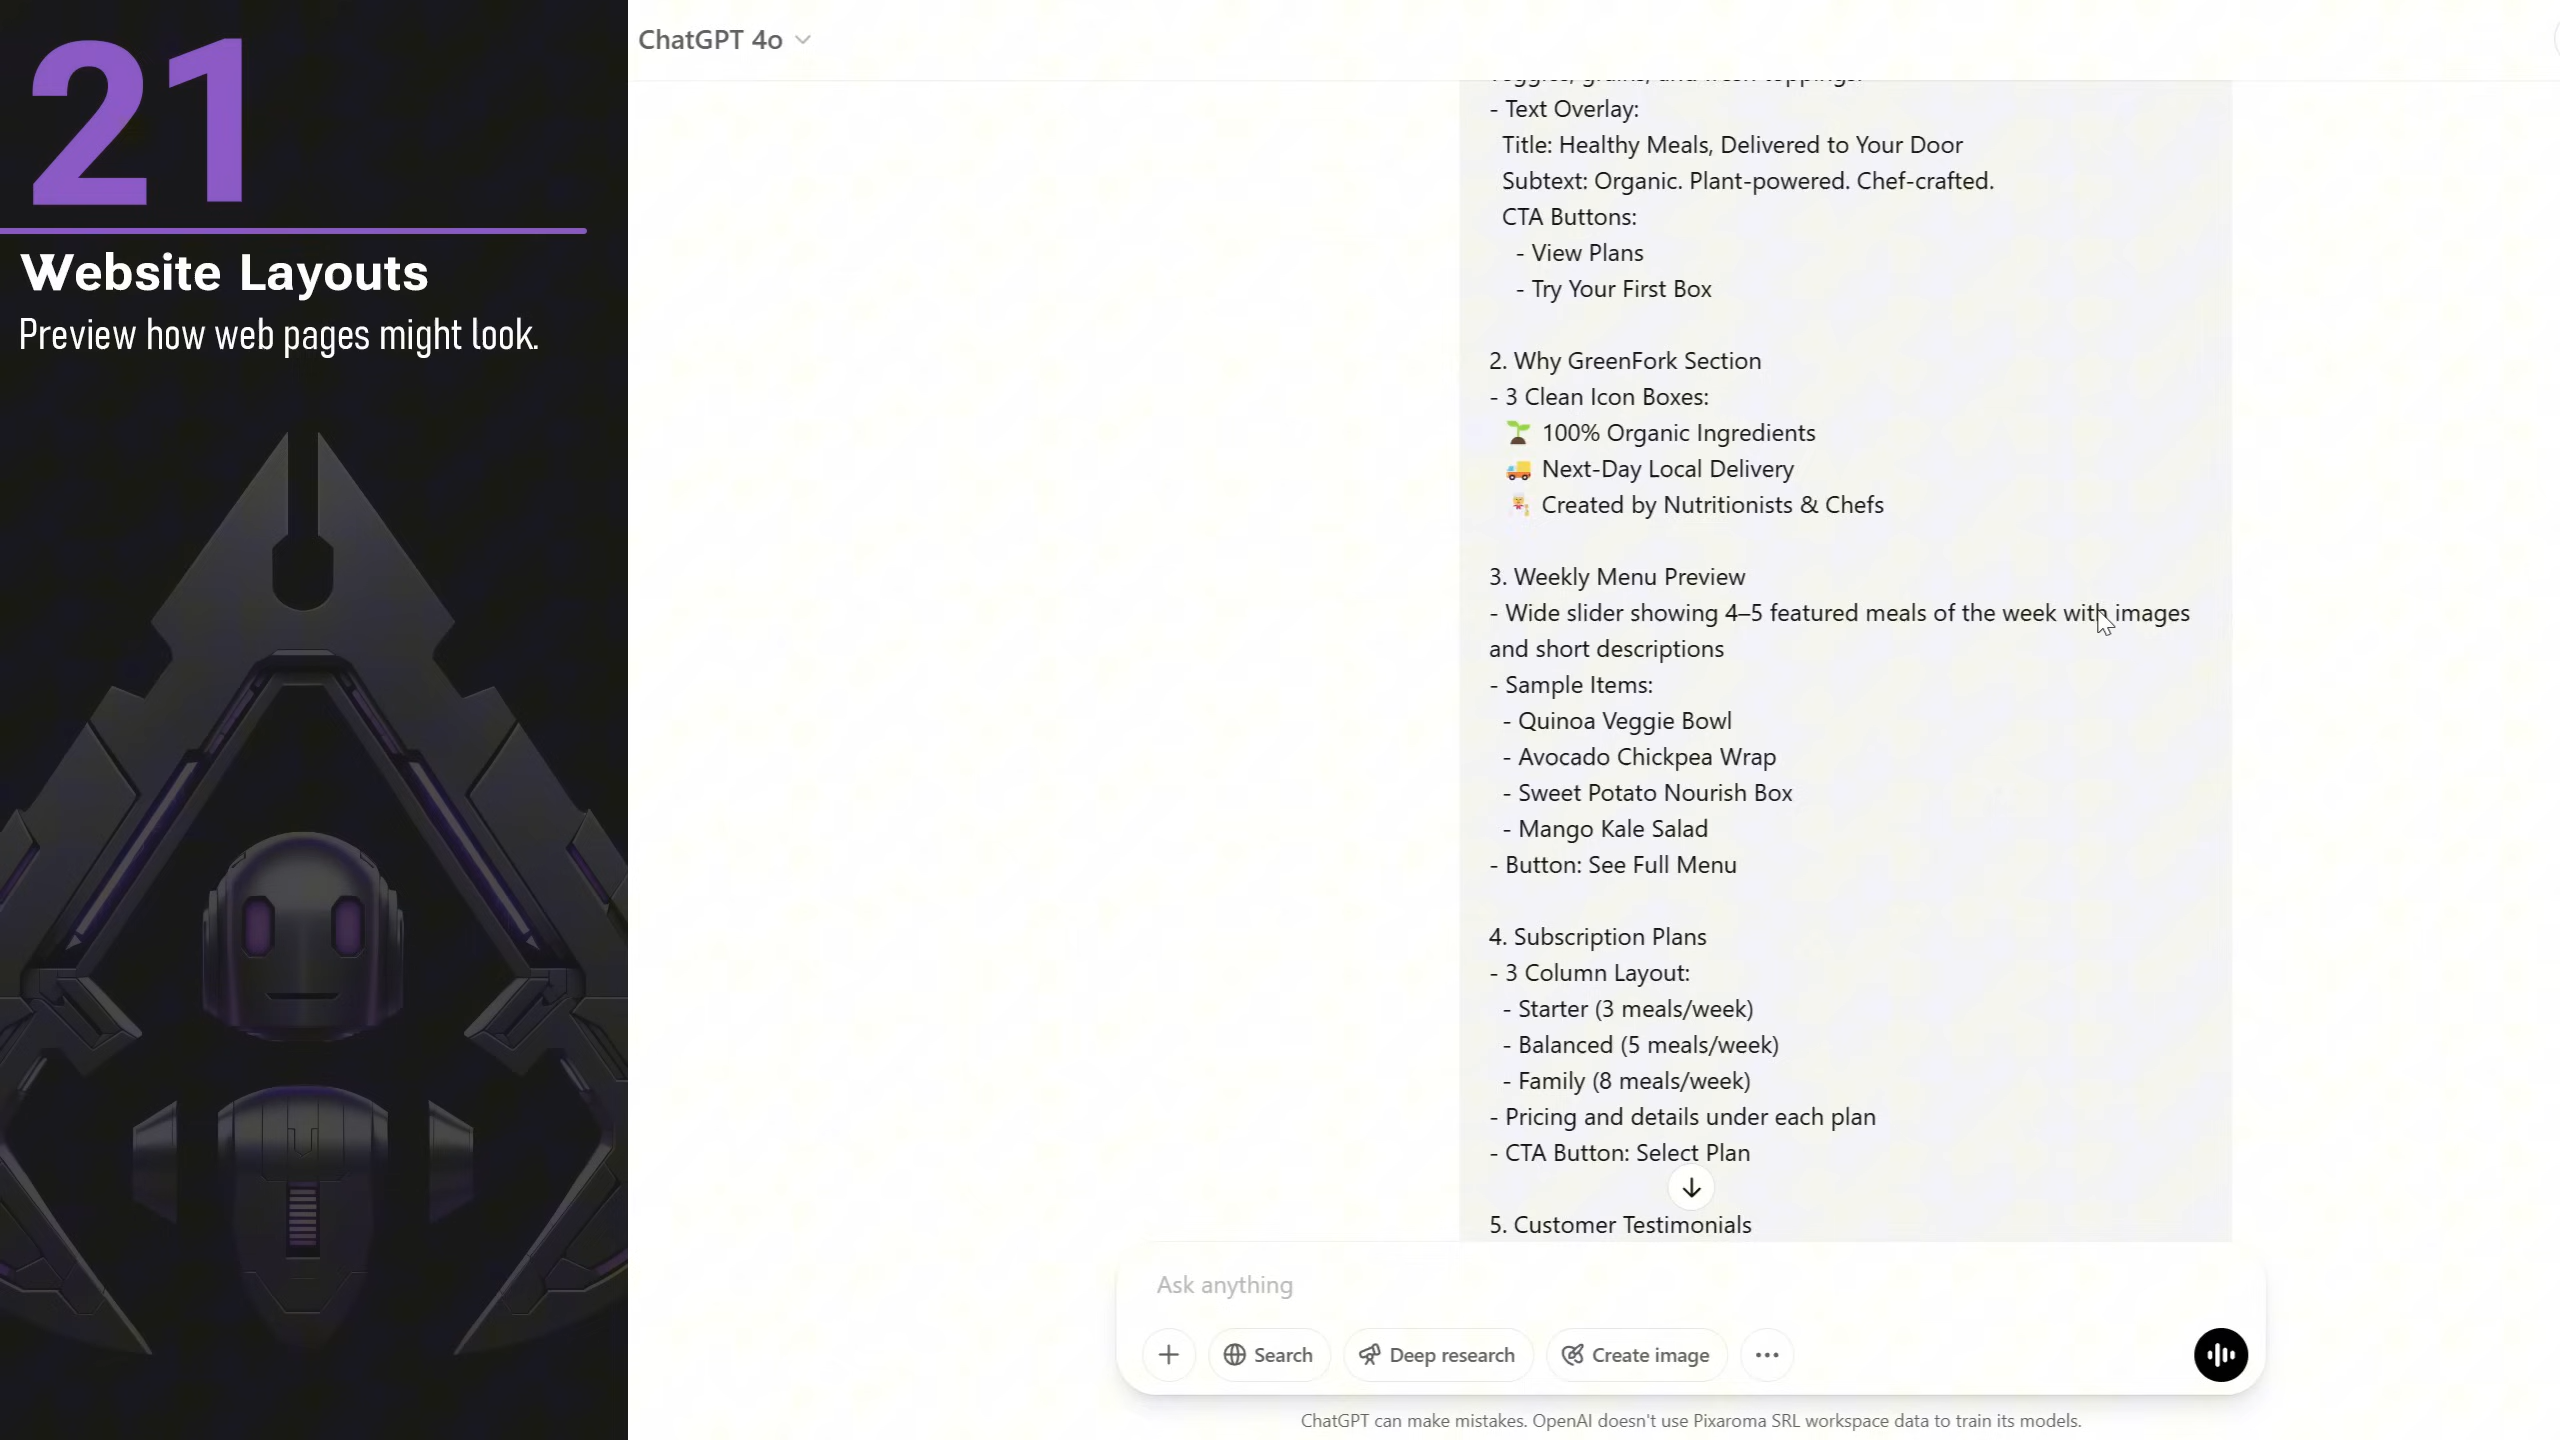 21
Website Layouts
Preview how web pages might look.
ChatGPT 4o
- Text Overlay:
Title: Healthy Meals, Delivered to Your Door
Subtext: Organic. Plant-powered. Chef-crafted.
CTA Buttons:
- View Plans
- Try Your First Box
2. Why GreenFork Section
- 3 Clean Icon Boxes:
100% Organic Ingredients
Next-Day Local Delivery
Created by Nutritionists & Chefs
3. Weekly Menu Preview
- Wide slider showing 4–5 featured meals of the week with images
and short descriptions
- Sample Items:
- Quinoa Veggie Bowl
- Avocado Chickpea Wrap
- Sweet Potato Nourish Box
- Mango Kale Salad
- Button: See Full Menu
4. Subscription Plans
- 3 Column Layout:
- Starter (3 meals/week)
- Balanced (5 meals/week)
- Family (8 meals/week)
- Pricing and details under each plan
- CTA Button: Select Plan
5. Customer Testimonials
Ask anything
Search
Deep research
Create image
ChatGPT can make mistakes. OpenAI doesn't use Pixaroma SRL workspace data to train its models.